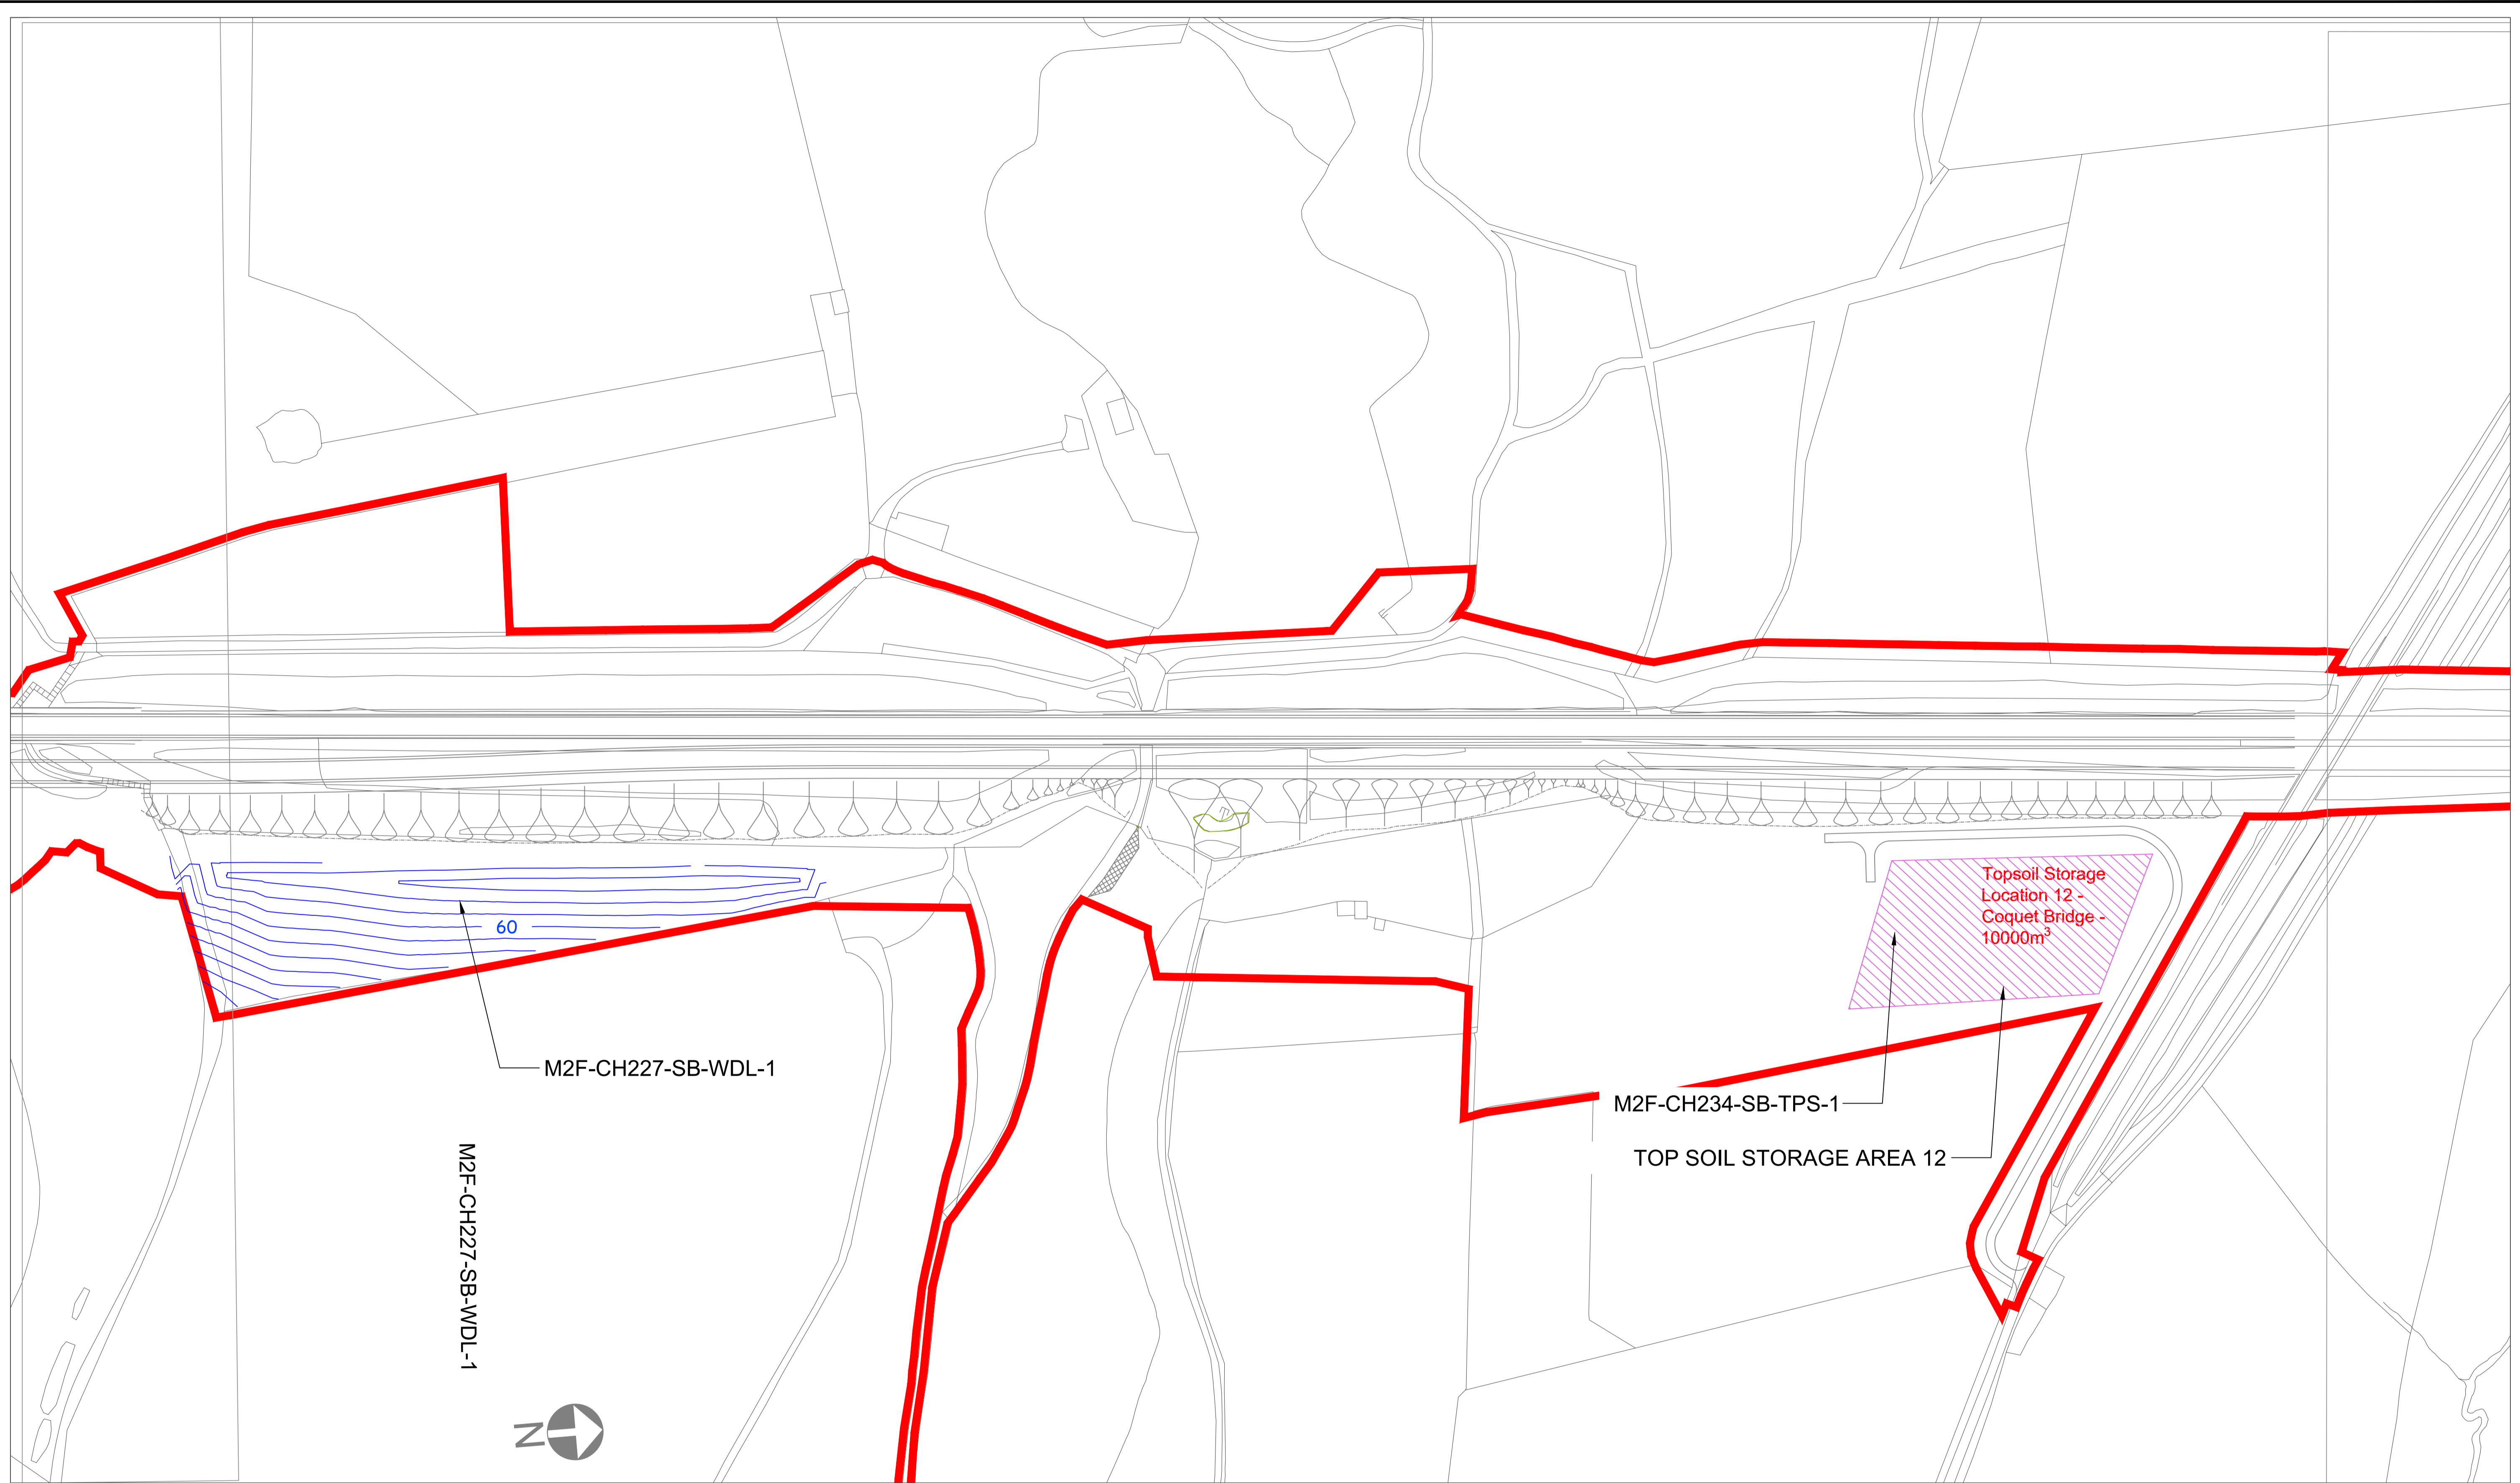 Topsoil Storage
Location 12 -
Coquet Bridge -
10000m³
60
M2F-CH227-SB-WDL-1
M2F-CH234-SB-TPS-1
TOP SOIL STORAGE AREA 12
M2F-CH227-SB-WDL-1
N